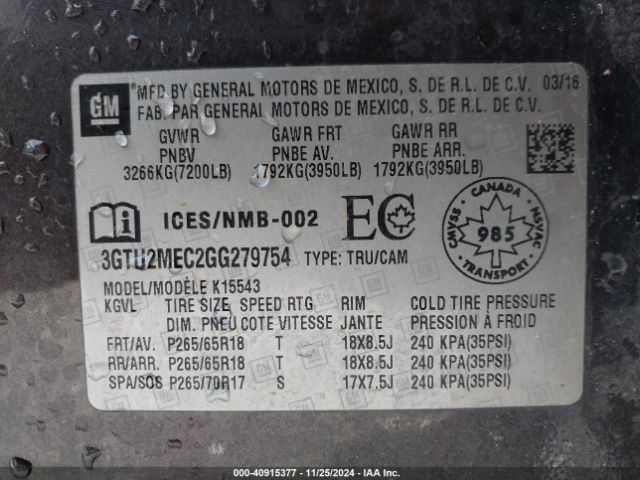 GM
*MFD BY GENERAL MOTORS DE MEXICO, S. DE R.L. DE C.V. 03/16
FAB. PAR GENERAL MOTORS DE MEXICO, S. DE R.L. DE C.V.
GVWR GAWR FRT GAWR RR
PNBV PNBE AV. PNBE ARR.
3266KG(7200LB) 1792KG(3950LB) 1792KG(3950LB)
i ICES/NMB-002 EC
CANADA
CMVSS 985 NSVAC
TRANSPORT
3GTU2MEC2GG279754 TYPE: TRU/CAM
MODEL/MODÈLE K15543
KGVL TIRE SIZE SPEED RTG RIM COLD TIRE PRESSURE
DIM. PNEU COTE VITESSE JANTE PRESSION À FROID
FRT/AV. P265/65R18 T 18X8.5J 240 KPA(35PSI)
RR/ARR. P265/65R18 T 18X8.5J 240 KPA(35PSI)
SPA/SOS P265/70R17 S 17X7.5J 240 KPA(35PSI)
000-40915377 - 11/25/2024 - IAA Inc.